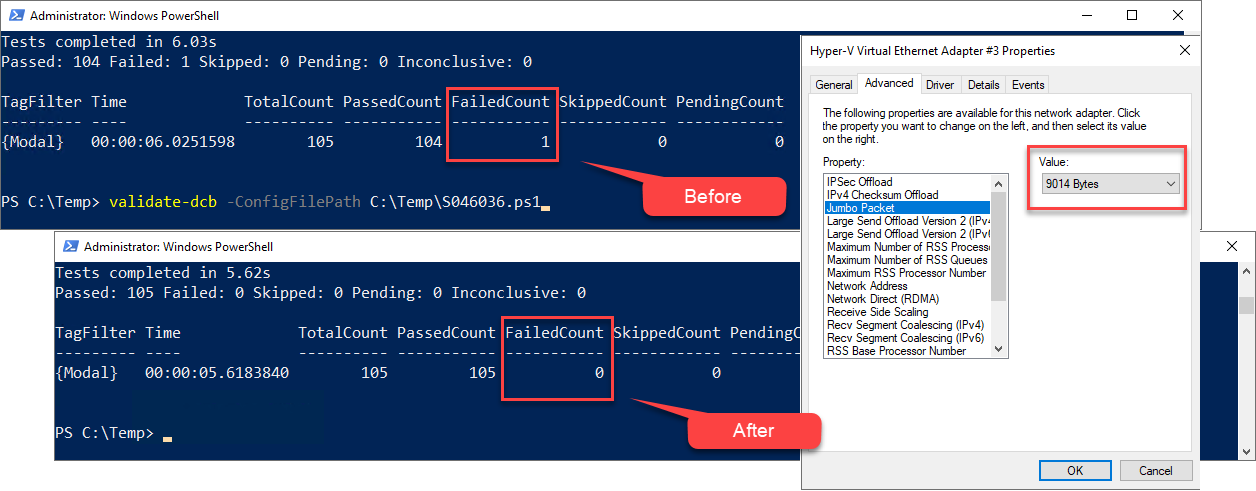 Administrator: Windows PowerShell
Tests completed in 6.03s
Passed: 104 Failed: 1 Skipped: 0 Pending: 0 Inconclusive: 0
TagFilter Time TotalCount PassedCount FailedCount SkippedCount PendingCount
--------- ---- ---------- ----------- ----------- ------------ ------------
{Modal} 00:00:06.0251598 105 104 1 0 0
Before
PS C:\Temp> validate-dcb -ConfigFilePath C:\Temp\S046036.ps1
Administrator: Windows PowerShell
Tests completed in 5.62s
Passed: 105 Failed: 0 Skipped: 0 Pending: 0 Inconclusive: 0
TagFilter Time TotalCount PassedCount FailedCount SkippedCount PendingC
--------- ---- ---------- ----------- ----------- ------------ --------
{Modal} 00:00:05.6183840 105 105 0 0
After
PS C:\Temp>
Hyper-V Virtual Ethernet Adapter #3 Properties
General Advanced Driver Details Events
The following properties are available for this network adapter. Click
the property you want to change on the left, and then select its value
on the right.
Property:
Value:
9014 Bytes
IPSec Offload
IPv4 Checksum Offload
Jumbo Packet
Large Send Offload Version 2 (IPv4
Large Send Offload Version 2 (IPv6
Maximum Number of RSS Processo
Maximum Number of RSS Queues
Maximum RSS Processor Number
Network Address
Network Direct (RDMA)
Receive Side Scaling
Recv Segment Coalescing (IPv4)
Recv Segment Coalescing (IPv6)
RSS Base Processor Number
OK Cancel